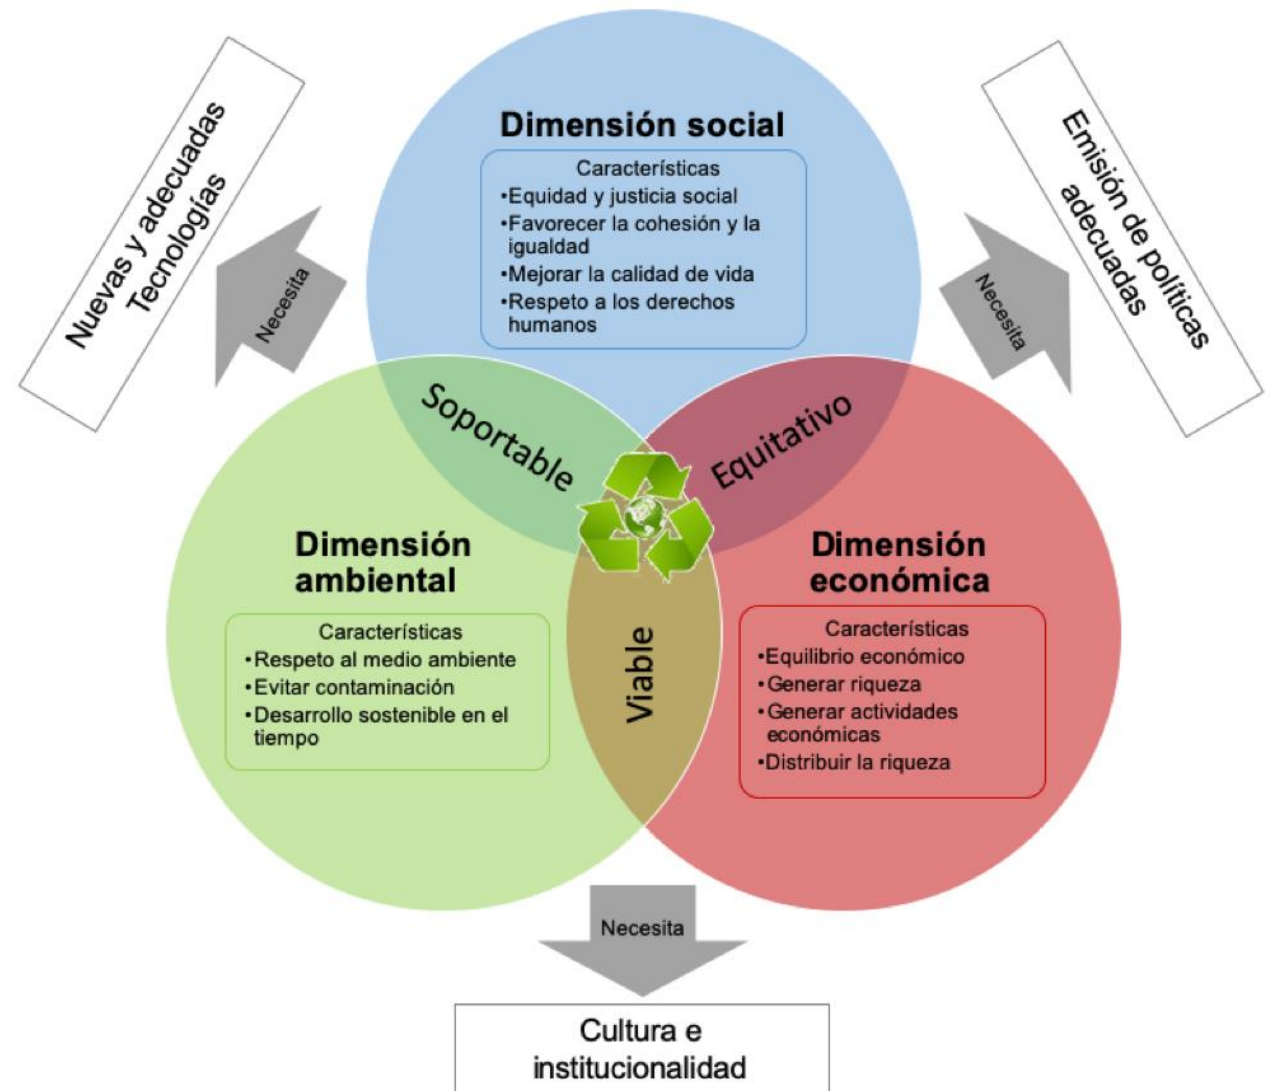 Nuevas y adecuadas
Tecnologías
Necesita
Emisión de políticas
adecuadas
Necesita
Dimensión social
Características
•Equidad y justicia social
•Favorecer la cohesión y la
igualdad
•Mejorar la calidad de vida
•Respeto a los derechos
humanos
Soportable
Equitativo
Dimensión
ambiental
Características
•Respeto al medio ambiente
•Evitar contaminación
•Desarrollo sostenible en el
tiempo
Viable
Dimensión
económica
Características
•Equilibrio económico
•Generar riqueza
•Generar actividades
económicas
•Distribuir la riqueza
Necesita
Cultura e
institucionalidad